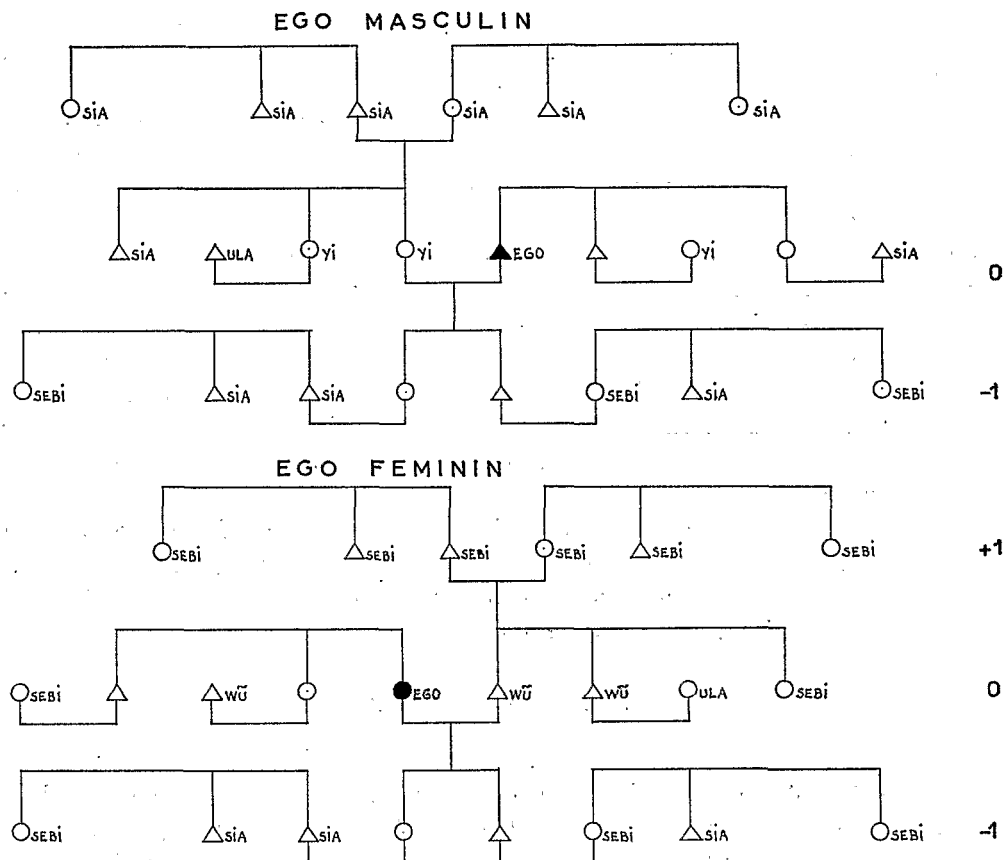 EGO MASCULIN
SiA SiA SiA SiA SiA SiA
SiA ULA Yi Yi EGO Yi SiA 0
SEBi SiA SiA SEBi SiA SEBi -1
EGO FEMININ
SEBi SEBi SEBi SEBi SEBi SEBi +1
SEBi WŨ EGO WŨ WŨ ULA SEBi 0
SEBi SiA SiA SEBi SiA SEBi -1